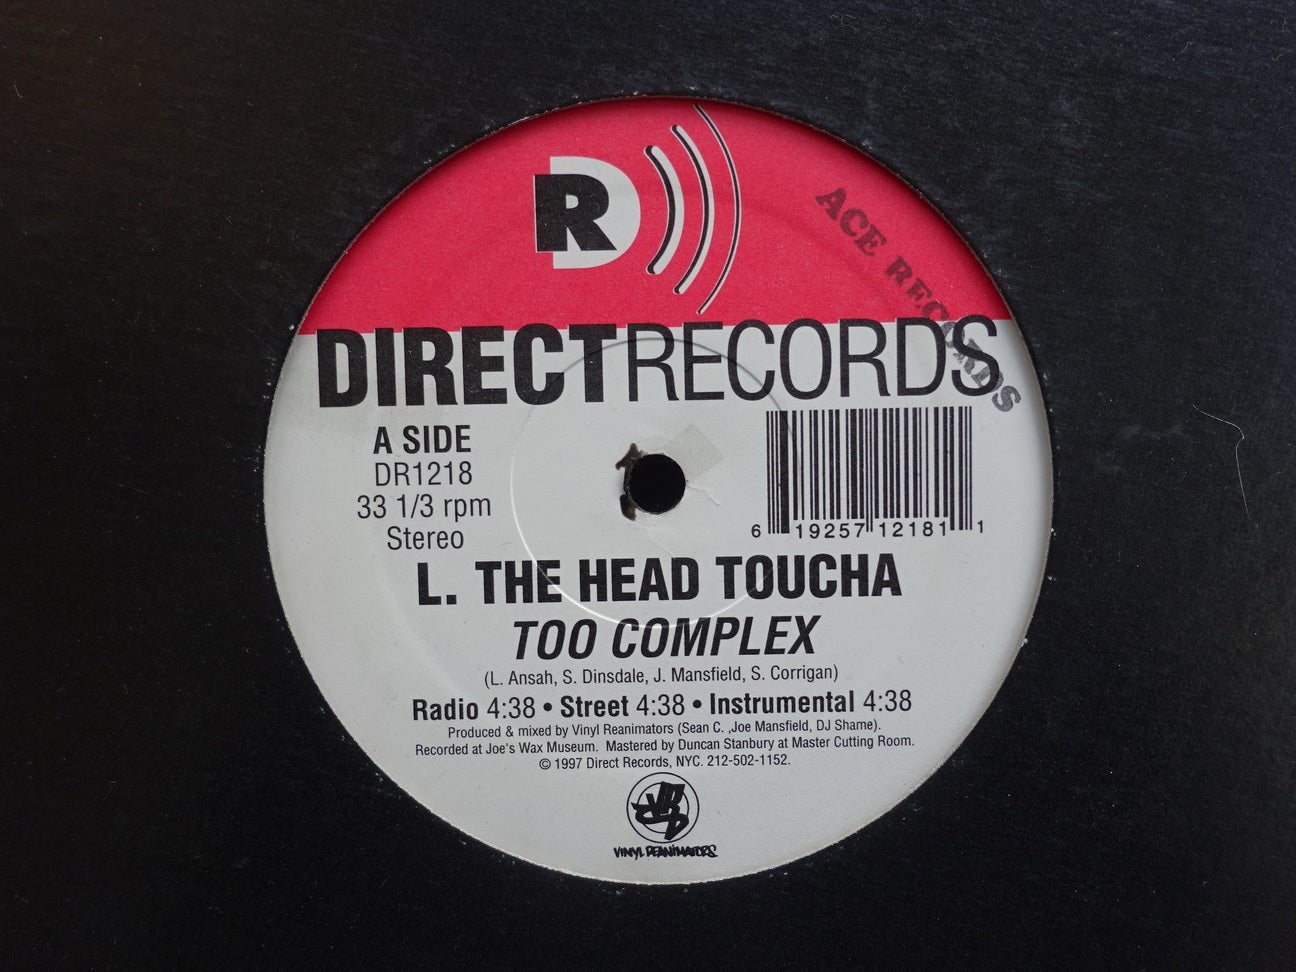 DR
ACE RECORDS
DIRECTRECORDS
A SIDE
DR1218
33 1/3 rpm
Stereo
6 19257 12181 1
L. THE HEAD TOUCHA
TOO COMPLEX
(L. Ansah, S. Dinsdale, J. Mansfield, S. Corrigan)
Radio 4:38 • Street 4:38 • Instrumental 4:38
Produced & mixed by Vinyl Reanimators (Sean C. ,Joe Mansfield, DJ Shame).
Recorded at Joe's Wax Museum. Mastered by Duncan Stanbury at Master Cutting Room.
© 1997 Direct Records, NYC. 212-502-1152.
VINYL REANIMATORS